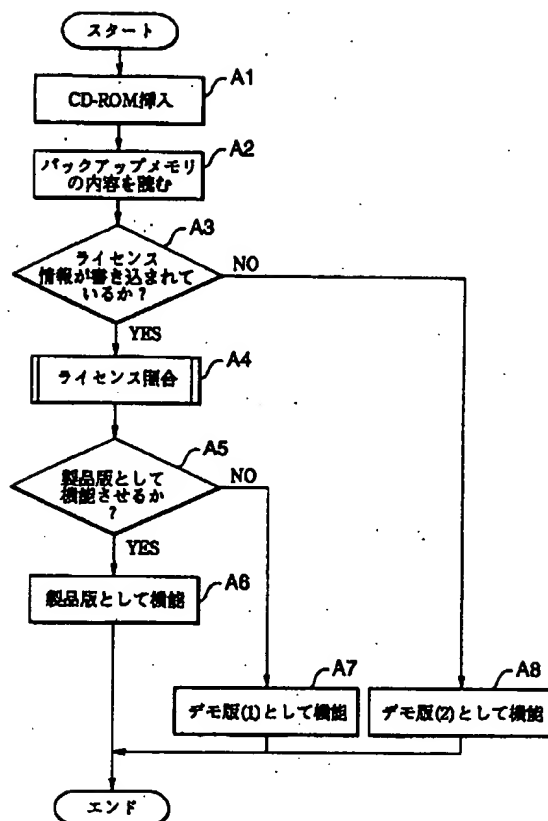 スタート
A1
CD-ROM挿入
A2
バックアップメモリ
の内容を読む
A3
ライセンス
情報が書き込まれて
いるか?
NO
YES
A4
ライセンス照合
A5
製品版として
機能させるか
?
NO
YES
A6
製品版として機能
A7
デモ版(1)として機能
A8
デモ版(2)として機能
エンド